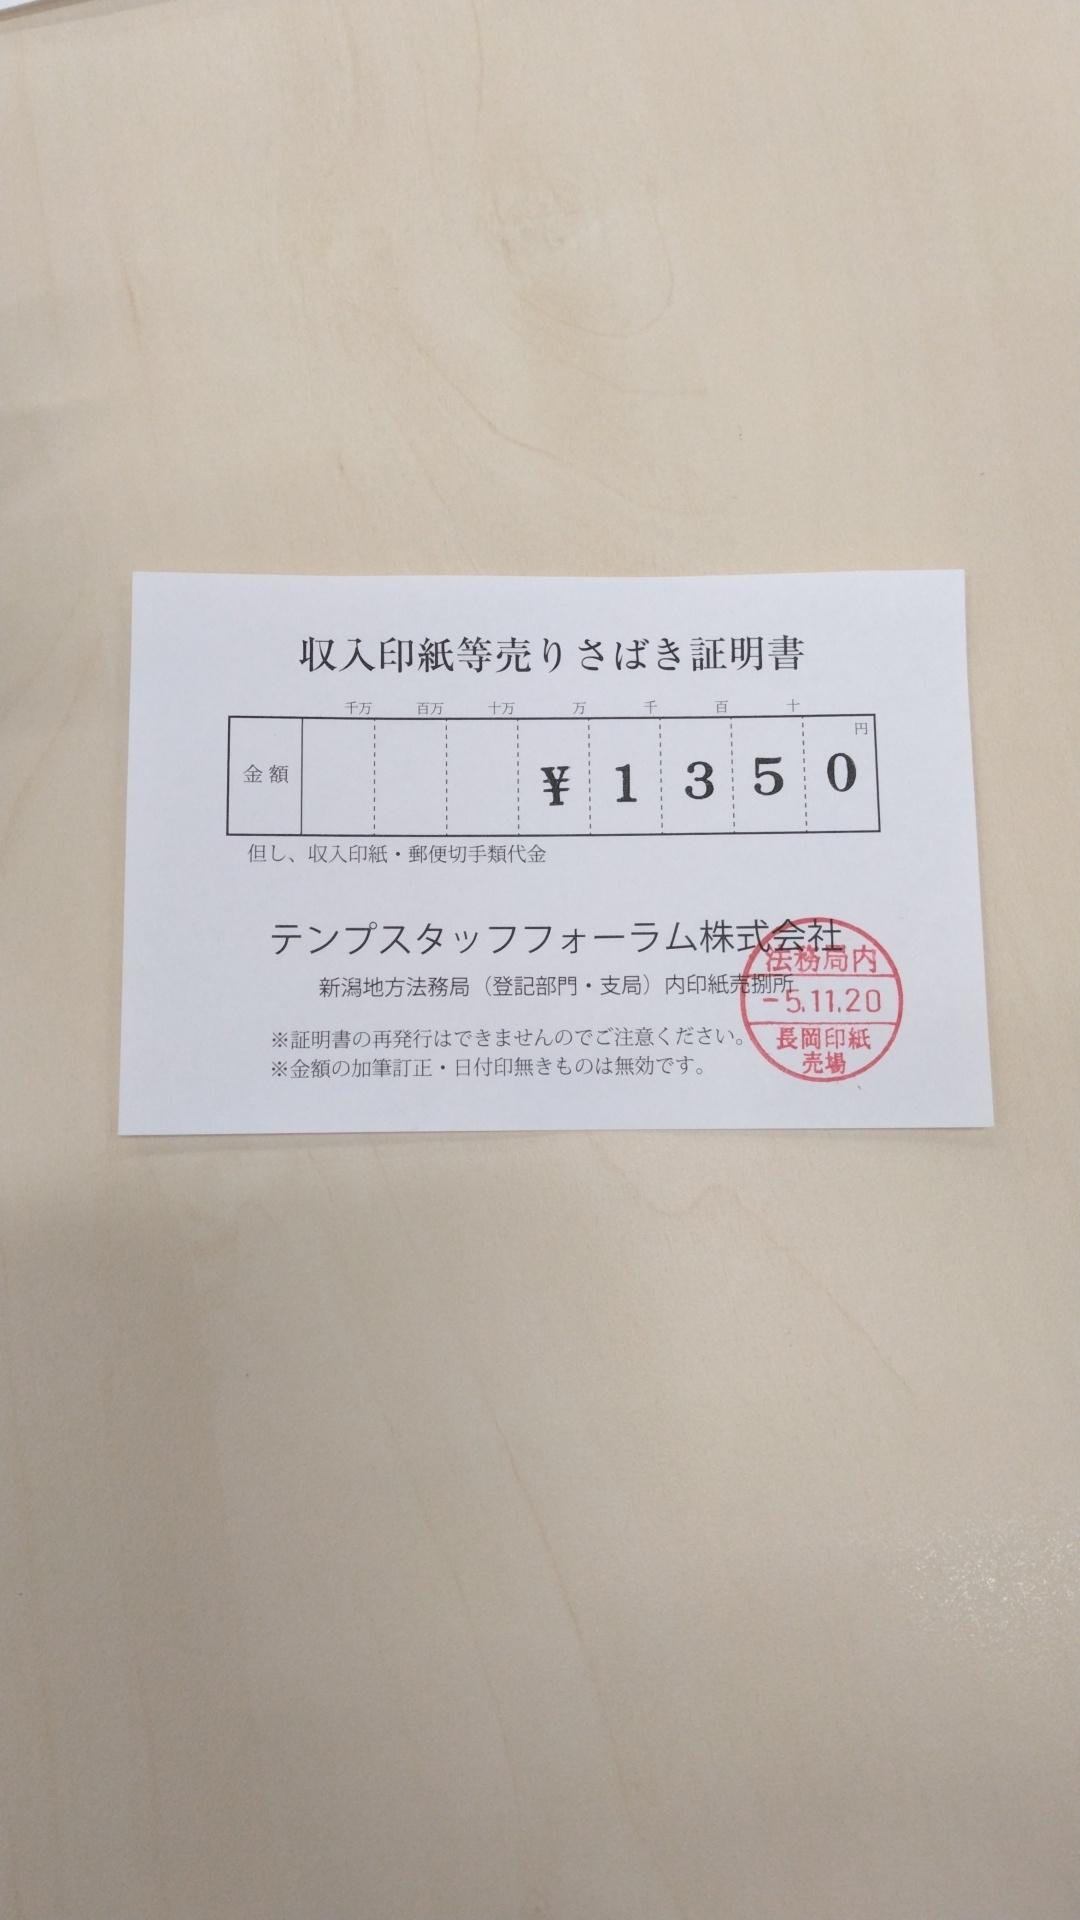 収入印紙等売りさばき証明書
千万 百万 十万 万 千 百 十 円
金額 ¥1350
但し、収入印紙・郵便切手類代金
テンプスタッフフォーラム株式会社
新潟地方法務局(登記部門・支局)内印紙売捌所
※証明書の再発行はできませんのでご注意ください。
※金額の加筆訂正・日付印無きものは無効です。
法務局内
-5.11.20
長岡印紙
売場